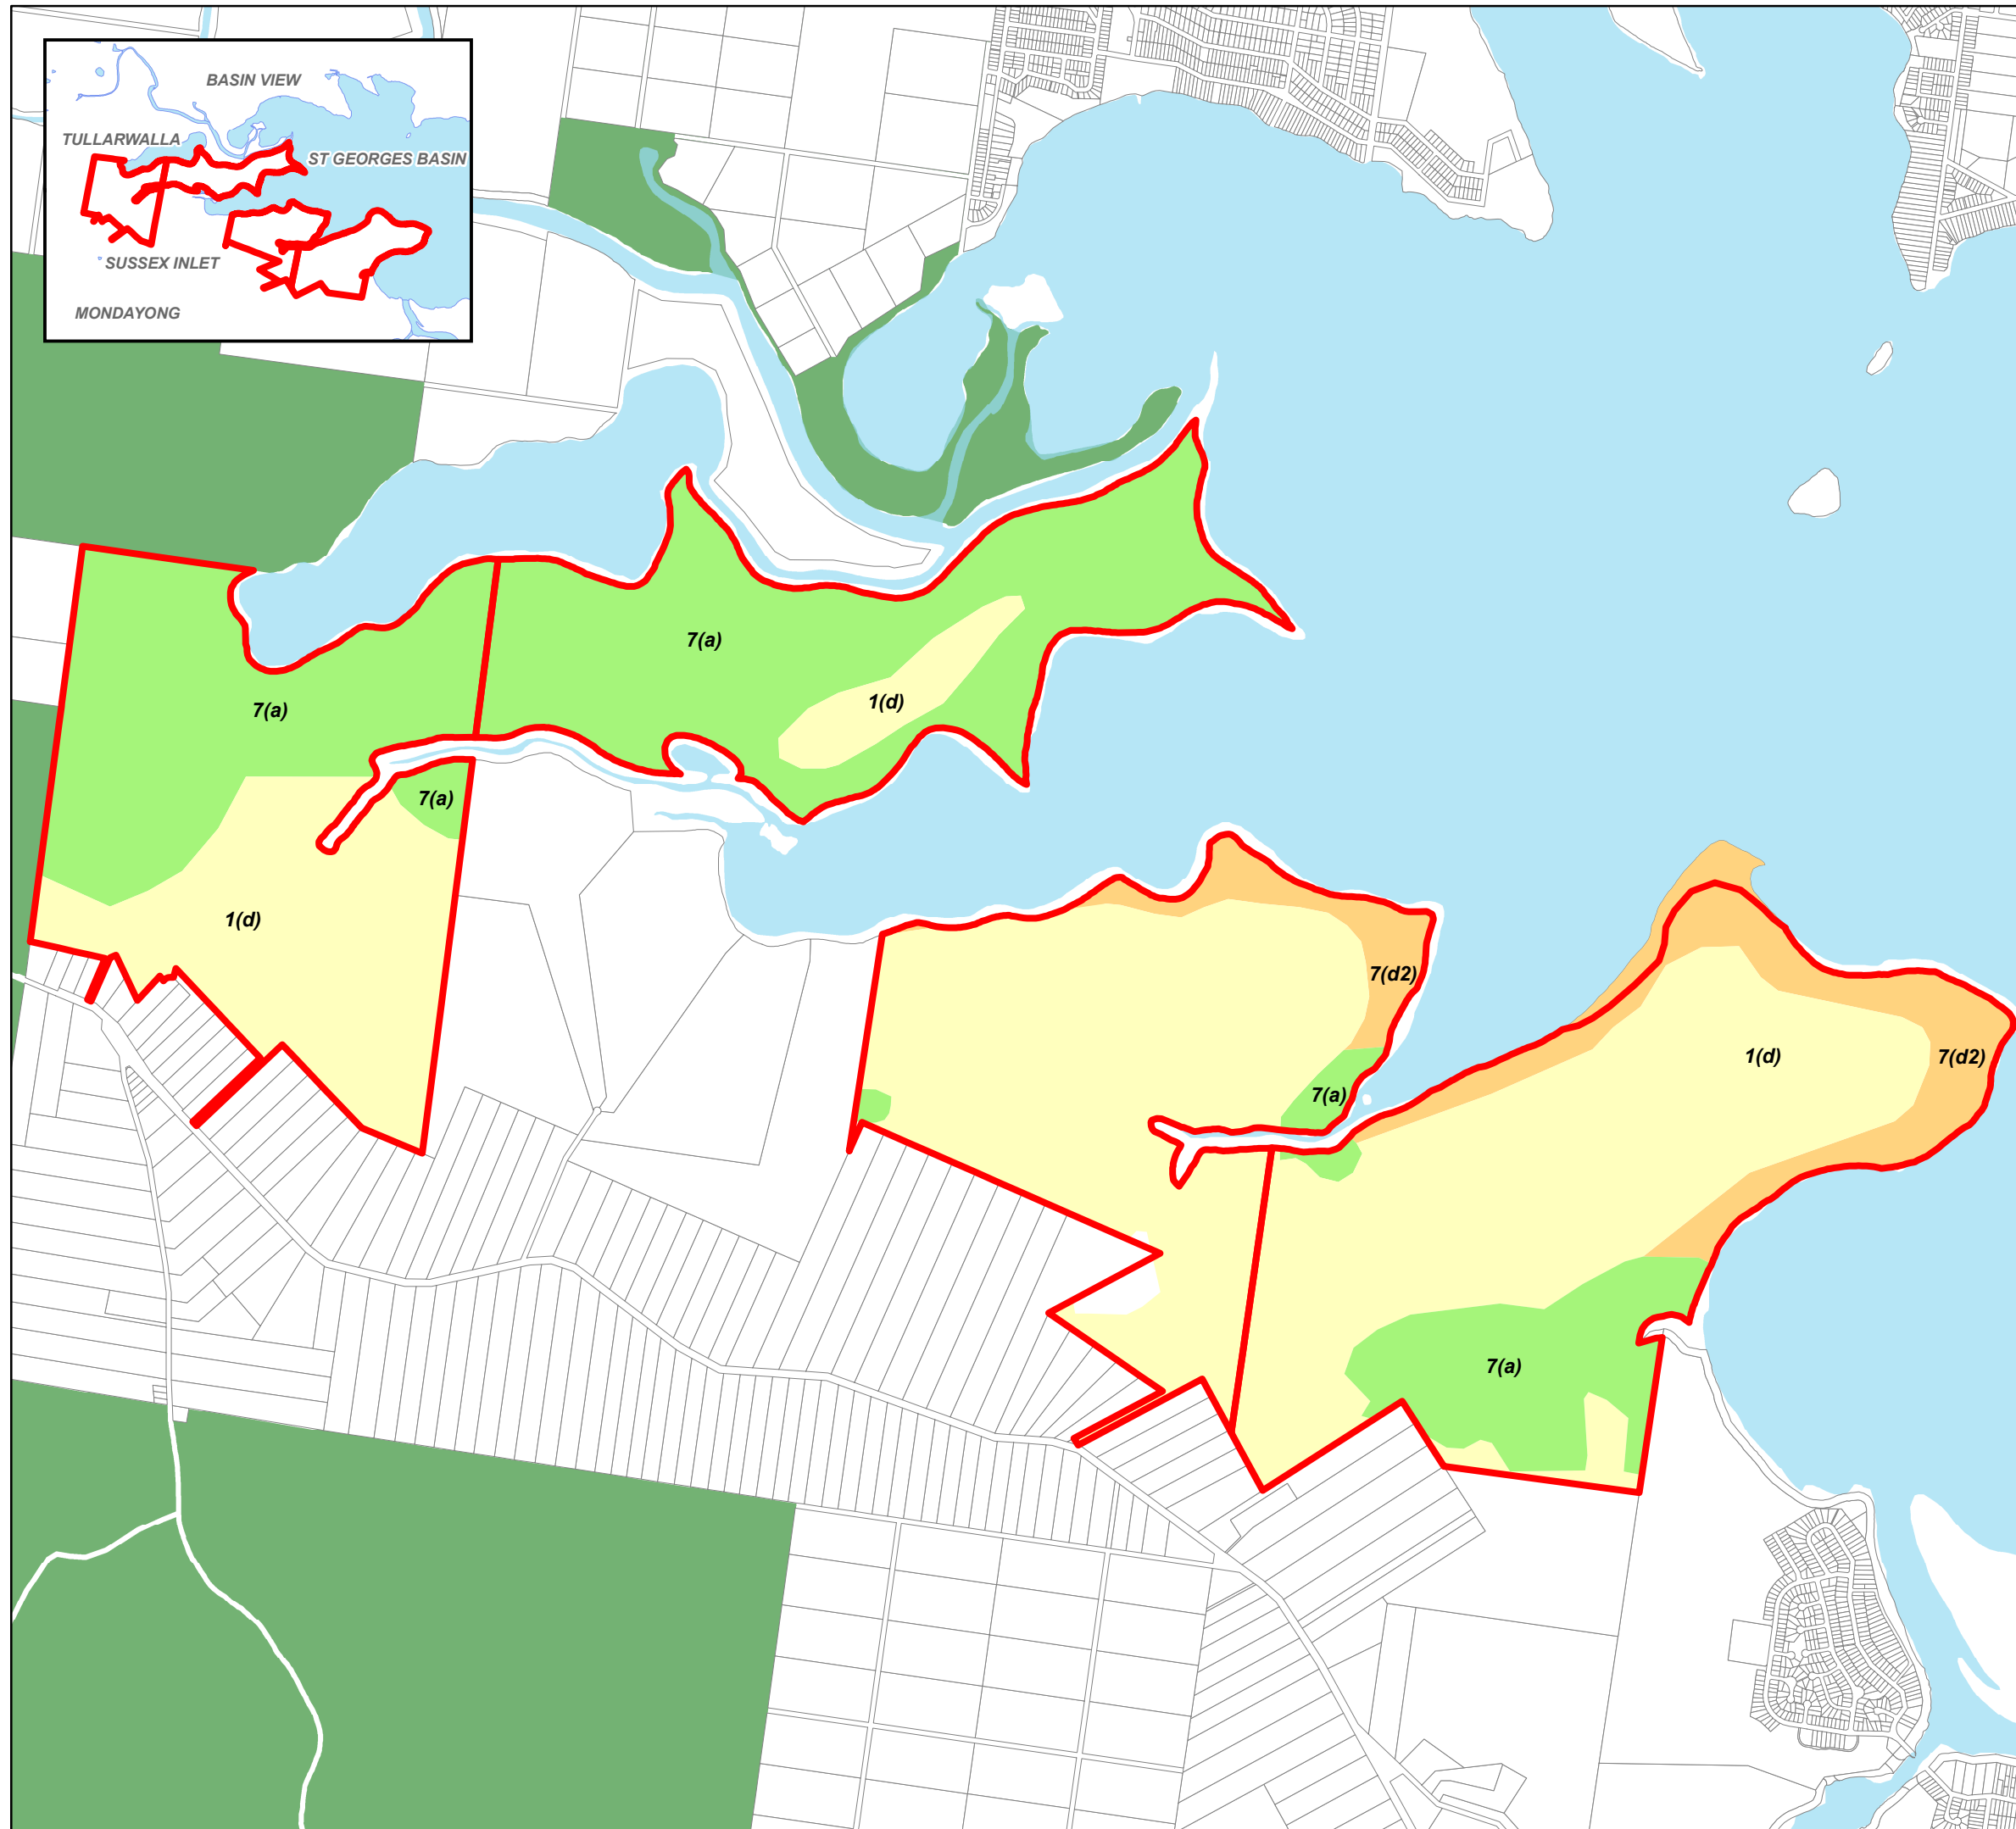 BASIN VIEW
TULLARWALLA
ST GEORGES BASIN
SUSSEX INLET
MONDAYONG
7(a)
1(d)
7(a)
7(a)
1(d)
7(d2)
1(d)
7(d2)
7(a)
7(a)